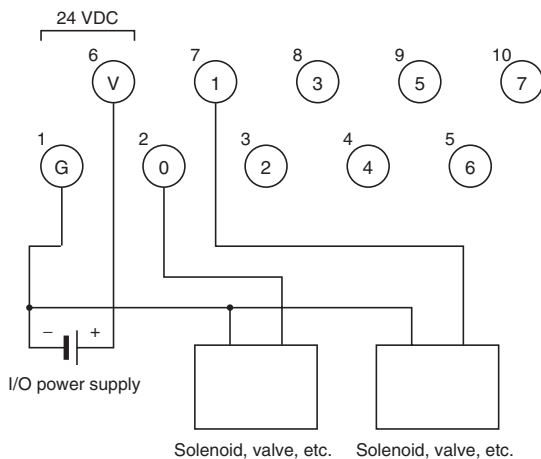 24 VDC
6 7 8 9 10
V 1 3 5 7
1 2 3 4 5
G 0 2 4 6
− +
I/O power supply
Solenoid, valve, etc. Solenoid, valve, etc.